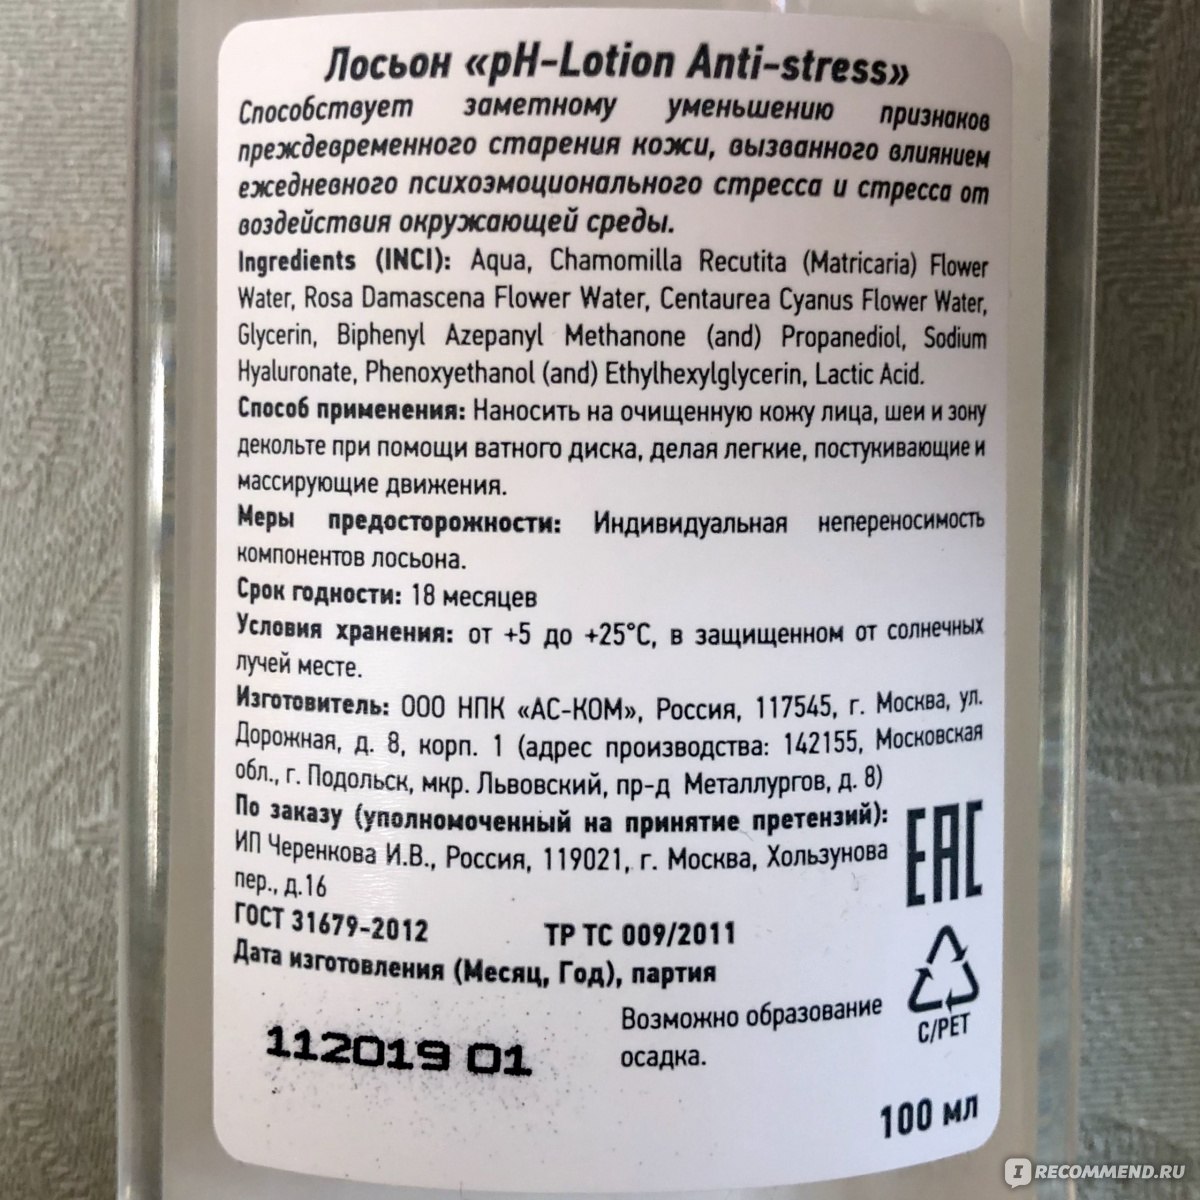 Лосьон «pH-Lotion Anti-stress»
Способствует заметному уменьшению признаков
преждевременного старения кожи, вызванного влиянием
ежедневного психоэмоционального стресса и стресса от
воздействия окружающей среды.
Ingredients (INCI): Aqua, Chamomilla Recutita (Matricaria) Flower
Water, Rosa Damascena Flower Water, Centaurea Cyanus Flower Water,
Glycerin, Biphenyl Azepanyl Methanone (and) Propanediol, Sodium
Hyaluronate, Phenoxyethanol (and) Ethylhexylglycerin, Lactic Acid.
Способ применения: Наносить на очищенную кожу лица, шеи и зону
декольте при помощи ватного диска, делая легкие, постукивающие и
массирующие движения.
Меры предосторожности: Индивидуальная непереносимость
компонентов лосьона.
Срок годности: 18 месяцев
Условия хранения: от +5 до +25°C, в защищенном от солнечных
лучей месте.
Изготовитель: ООО НПК «АС-КОМ», Россия, 117545, г. Москва, ул.
Дорожная, д. 8, корп. 1 (адрес производства: 142155, Московская
обл., г. Подольск, мкр. Львовский, пр-д Металлургов, д. 8)
По заказу (уполномоченный на принятие претензий):
ИП Черенкова И.В., Россия, 119021, г. Москва, Хользунова
пер., д.16
EAC
ГОСТ 31679-2012 ТР ТС 009/2011
Дата изготовления (Месяц, Год), партия
112019 01
Возможно образование
осадка.
C/PET
100 мл
I RECOMMEND.RU